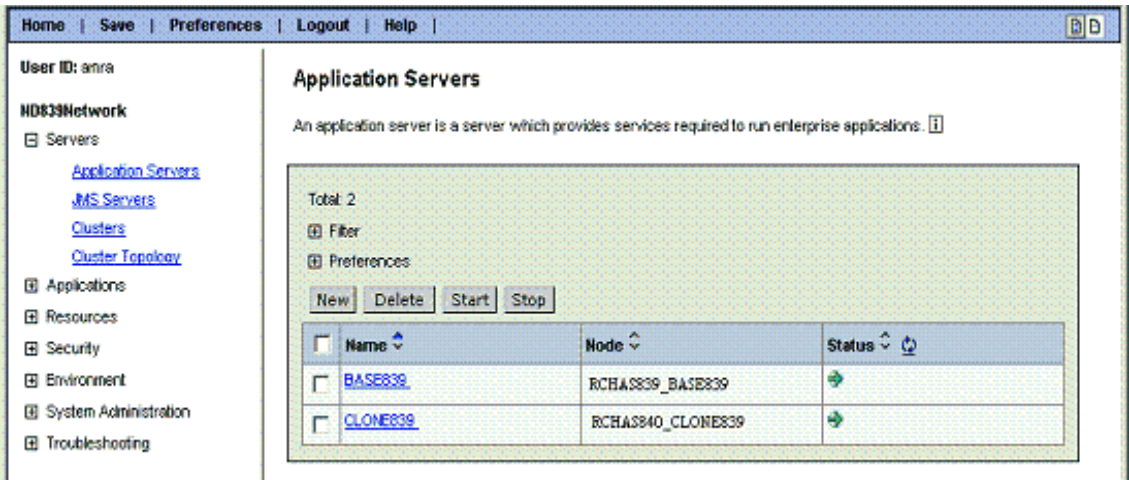 Home | Save | Preferences | Logout | Help |
User ID: amra
ND839Network
Servers
Application Servers
JMS Servers
Clusters
Cluster Topology
Applications
Resources
Security
Environment
System Administration
Troubleshooting
Application Servers
An application server is a server which provides services required to run enterprise applications. i
Total: 2
Filter
Preferences
New Delete Start Stop
Name Node Status
BASE839 RCHAS839_BASE839
CLONE839 RCHAS840_CLONE839